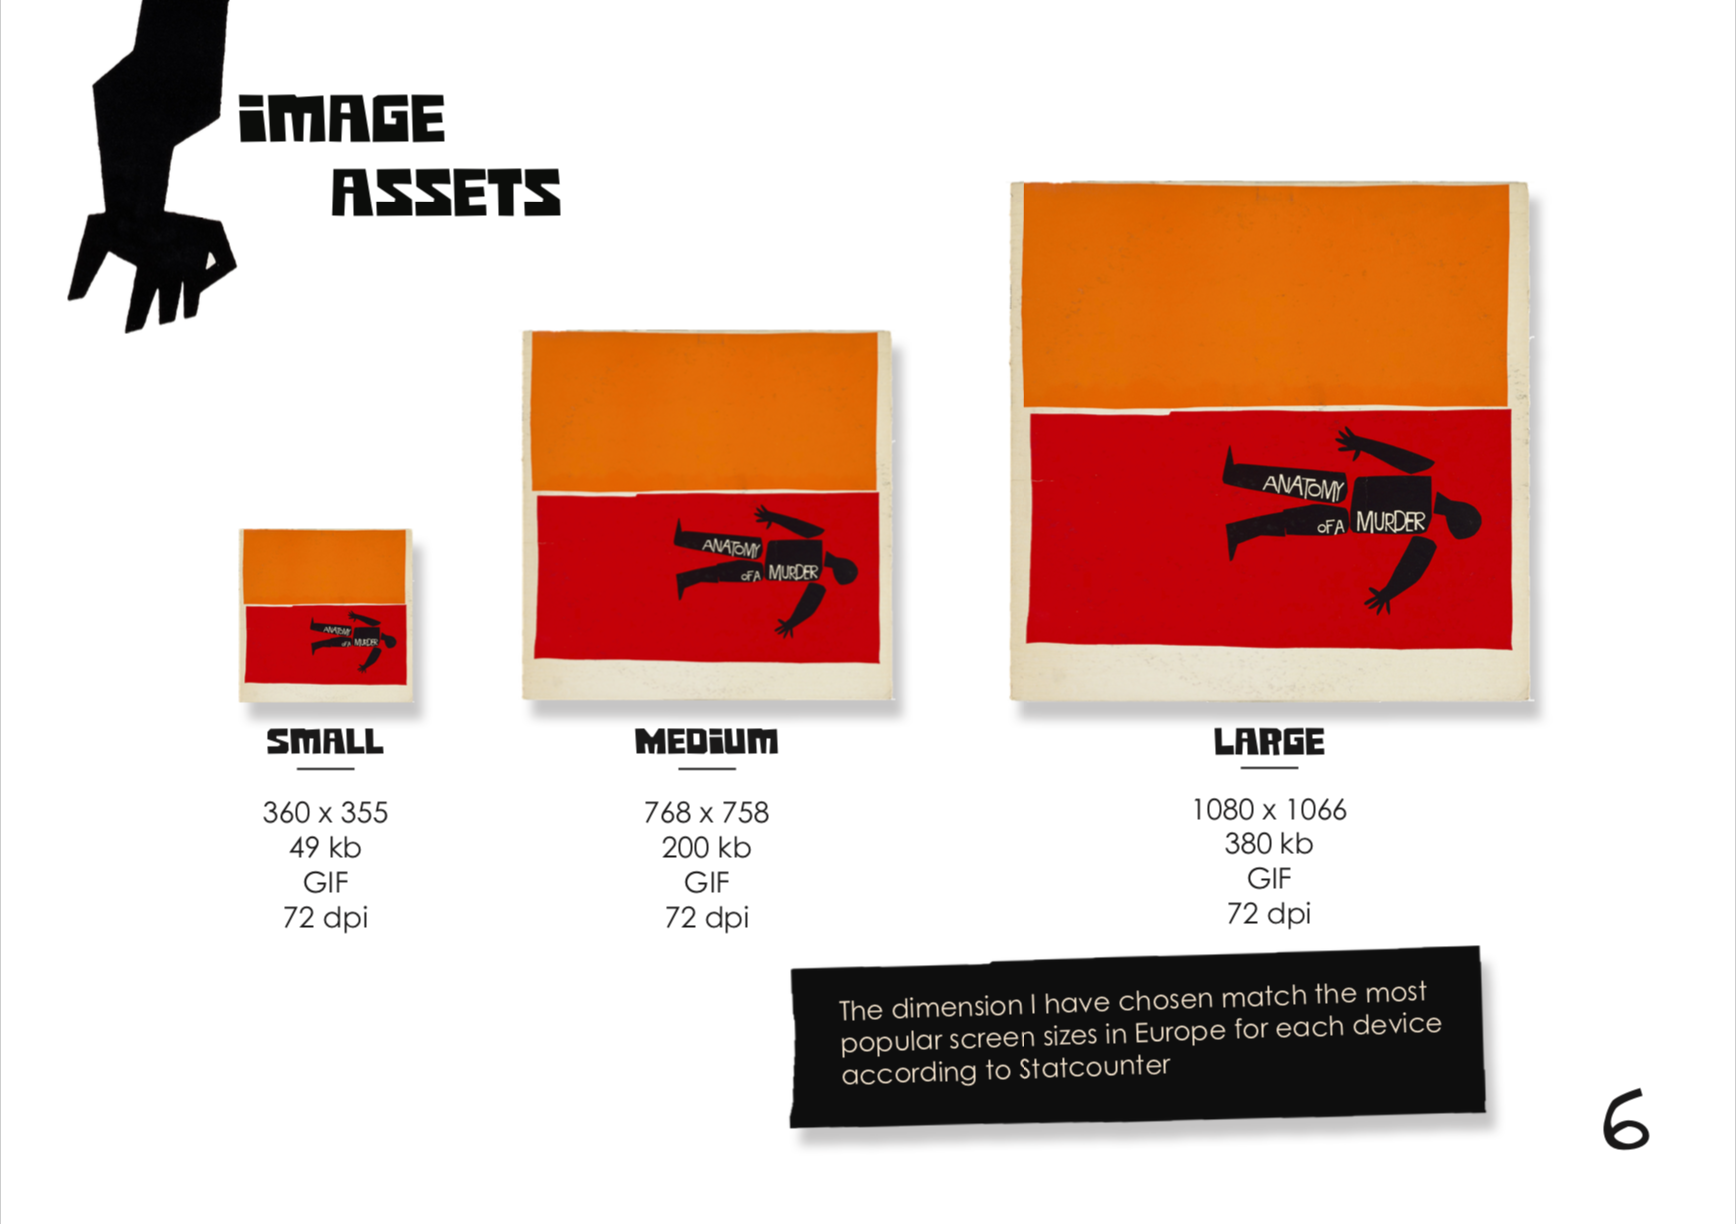 iMAGE
ASSETS
ANATOMY
OF A MURDER
SMALL
360 x 355
49 kb
GIF
72 dpi
ANATOMY
OF A MURDER
MEDiUM
768 x 758
200 kb
GIF
72 dpi
ANATOMY
OF A MURDER
LARGE
1080 x 1066
380 kb
GIF
72 dpi
The dimension I have chosen match the most
popular screen sizes in Europe for each device
according to Statcounter
6